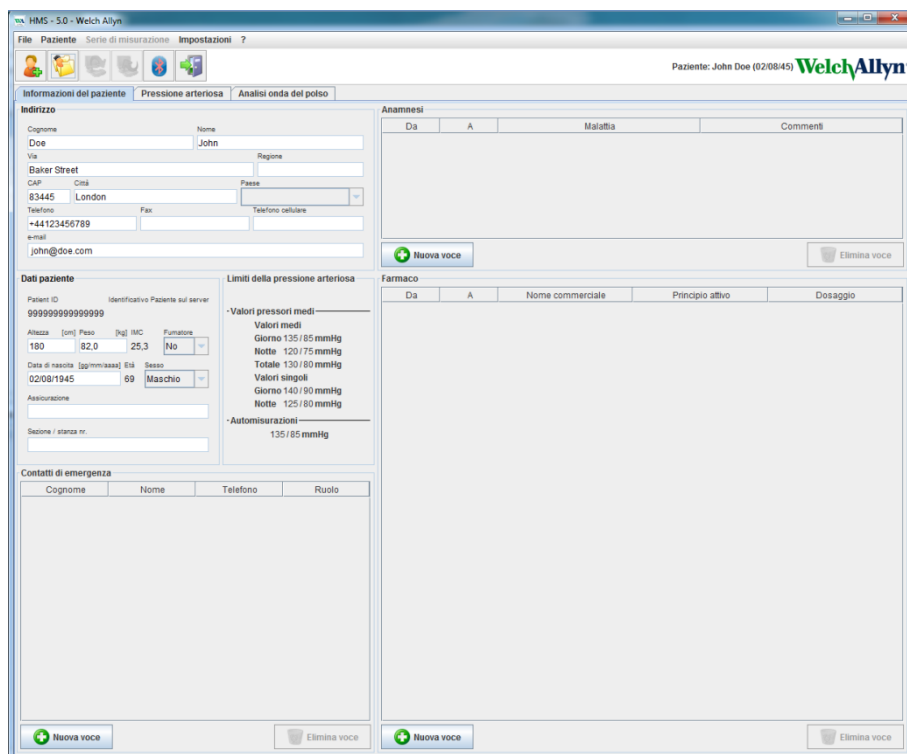 HMS - 5.0 - Welch Allyn
File Paziente Serie di misurazione Impostazioni ?
Paziente: John Doe (02/08/45) WelchAllyn
Informazioni del paziente Pressione arteriosa Analisi onda del polso
Indirizzo
Cognome Nome
Doe John
Via Regione
Baker Street
CAP Città Paese
83445 London
Telefono Fax Telefono cellulare
+44123456789
e-mail
john@doe.com
Anamnesi
Da A Malattia Commenti
Nuova voce Elimina voce
Dati paziente
Patient ID Identificativo Paziente sul server
999999999999999
Altezza [cm] Peso [kg] IMC Fumatore
180 82,0 25,3 No
Data di nascita [gg/mm/aaaa] Età Sesso
02/08/1945 69 Maschio
Assicurazione
Sezione / stanza nr.
Limiti della pressione arteriosa
Valori pressori medi
Valori medi
Giorno 135/85 mmHg
Notte 120/75 mmHg
Totale 130/80 mmHg
Valori singoli
Giorno 140/90 mmHg
Notte 125/80 mmHg
Automisurazioni
135/85 mmHg
Farmaco
Da A Nome commerciale Principio attivo Dosaggio
Contatti di emergenza
Cognome Nome Telefono Ruolo
Nuova voce Elimina voce
Nuova voce Elimina voce